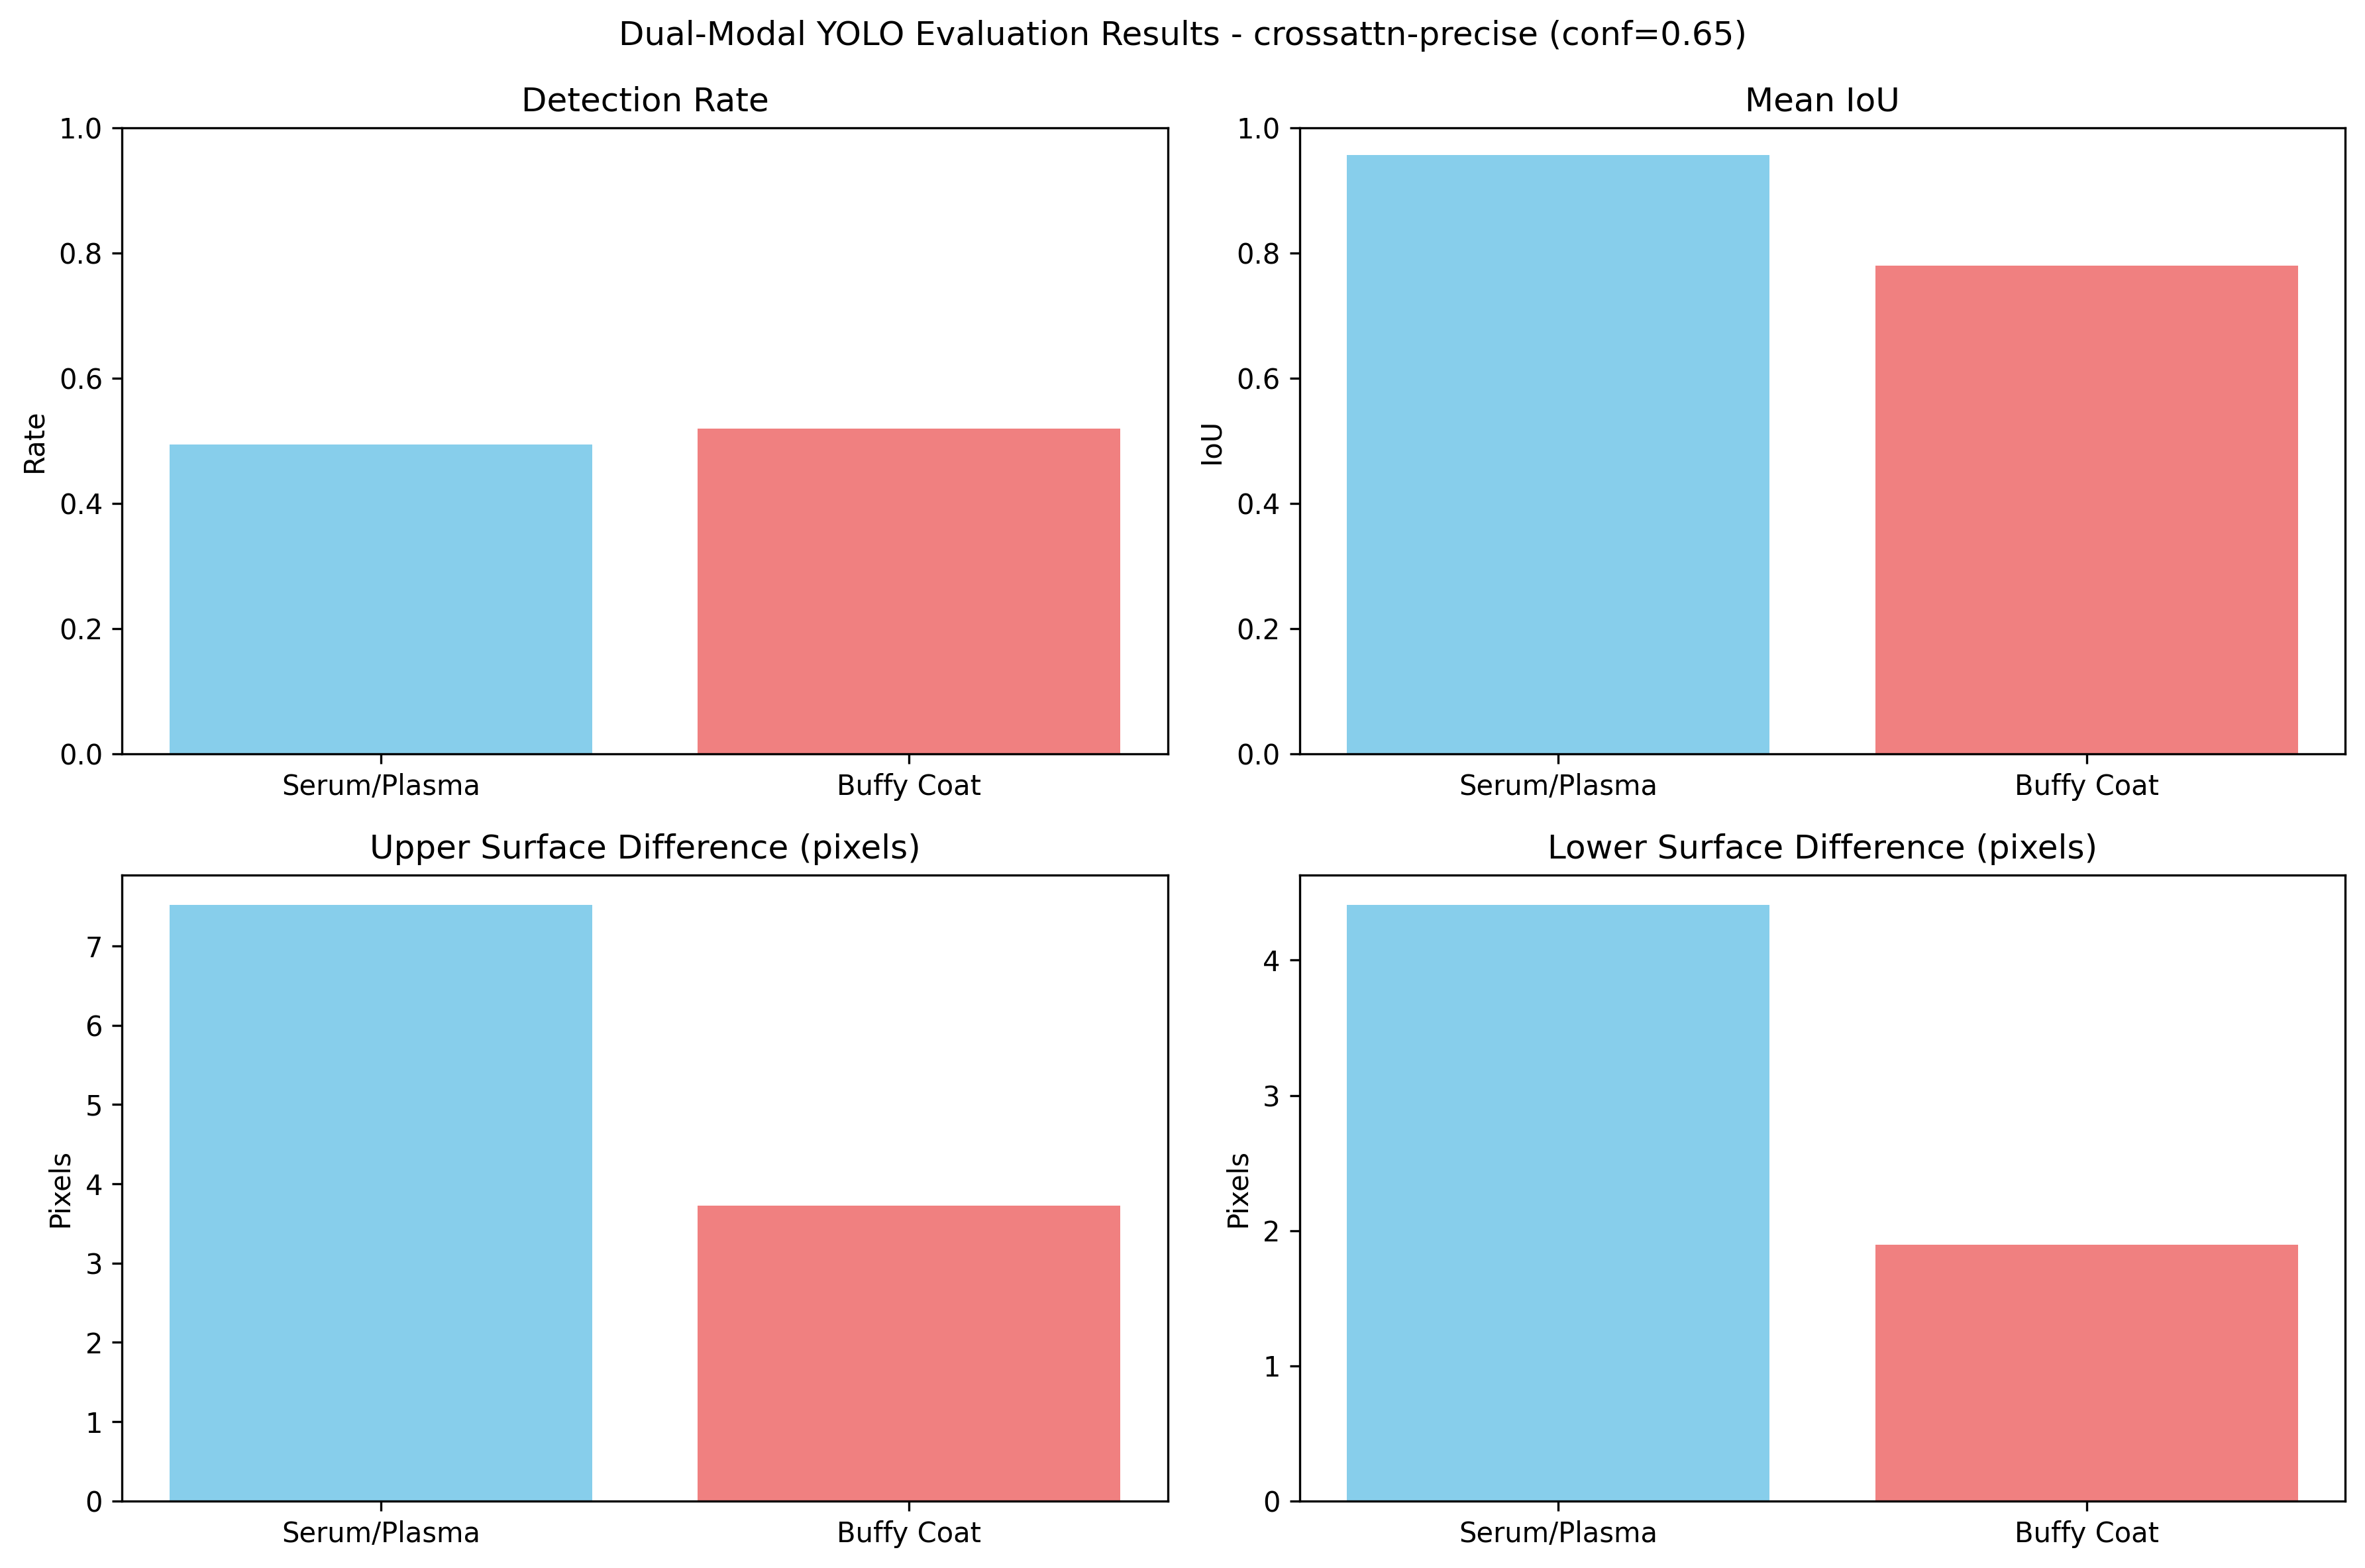 Dual-Modal YOLO Evaluation Results - crossattn-precise (conf=0.65)
Detection Rate
Rate
1.0
0.8
0.6
0.4
0.2
0.0
Serum/Plasma
Buffy Coat
Mean IoU
IoU
1.0
0.8
0.6
0.4
0.2
0.0
Serum/Plasma
Buffy Coat
Upper Surface Difference (pixels)
Pixels
7
6
5
4
3
2
1
0
Serum/Plasma
Buffy Coat
Lower Surface Difference (pixels)
Pixels
4
3
2
1
0
Serum/Plasma
Buffy Coat